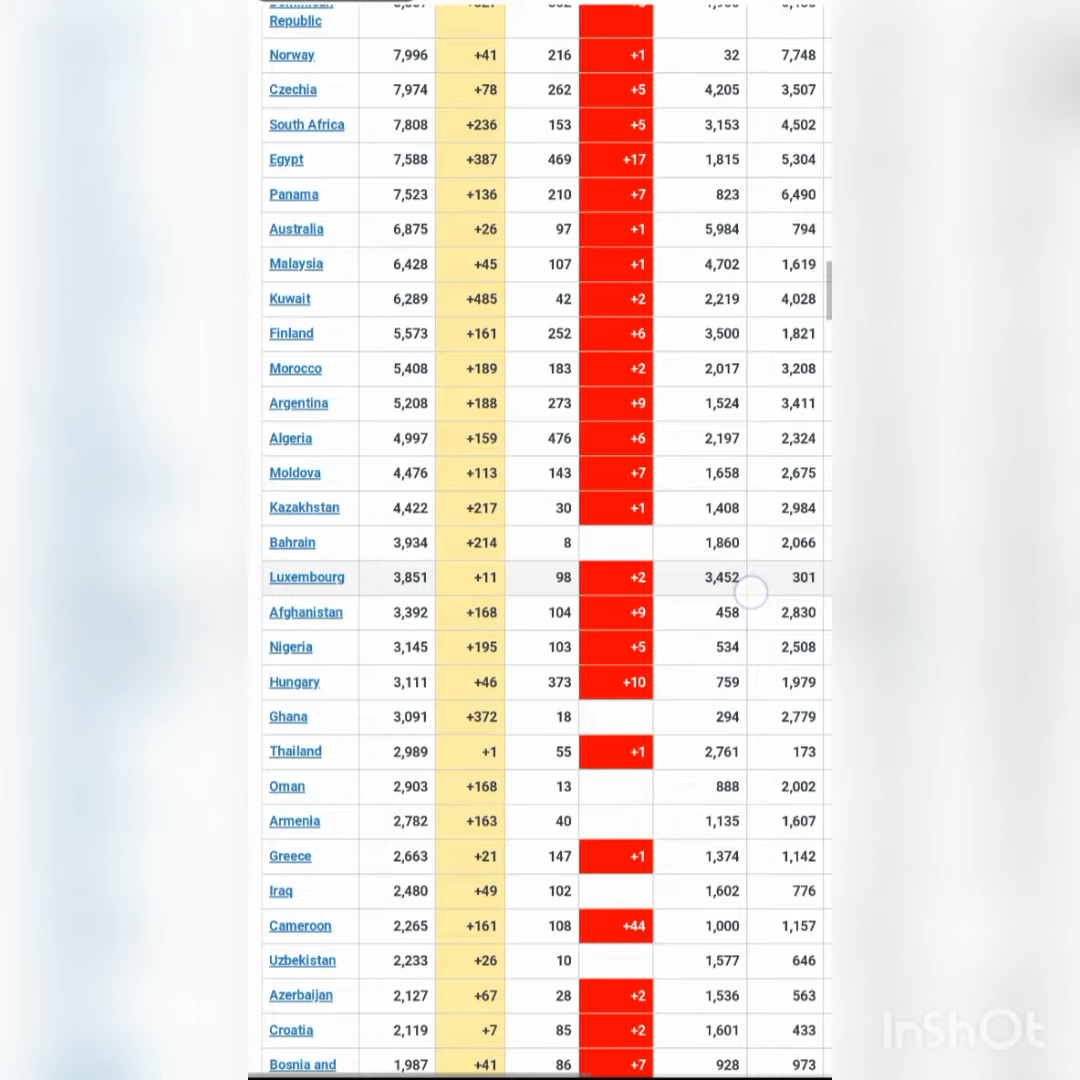 Republic
Norway 7,996 +41 216 +1 32 7,748
Czechia 7,974 +78 262 +5 4,205 3,507
South Africa 7,808 +236 153 +5 3,153 4,502
Egypt 7,588 +387 469 +17 1,815 5,304
Panama 7,523 +136 210 +7 823 6,490
Australia 6,875 +26 97 +1 5,984 794
Malaysia 6,428 +45 107 +1 4,702 1,619
Kuwait 6,289 +485 42 +2 2,219 4,028
Finland 5,573 +161 252 +6 3,500 1,821
Morocco 5,408 +189 183 +2 2,017 3,208
Argentina 5,208 +188 273 +9 1,524 3,411
Algeria 4,997 +159 476 +6 2,197 2,324
Moldova 4,476 +113 143 +7 1,658 2,675
Kazakhstan 4,422 +217 30 +1 1,408 2,984
Bahrain 3,934 +214 8 1,860 2,066
Luxembourg 3,851 +11 98 +2 3,452 301
Afghanistan 3,392 +168 104 +9 458 2,830
Nigeria 3,145 +195 103 +5 534 2,508
Hungary 3,111 +46 373 +10 759 1,979
Ghana 3,091 +372 18 294 2,779
Thailand 2,989 +1 55 +1 2,761 173
Oman 2,903 +168 13 888 2,002
Armenia 2,782 +163 40 1,135 1,607
Greece 2,663 +21 147 +1 1,374 1,142
Iraq 2,480 +49 102 1,602 776
Cameroon 2,265 +161 108 +44 1,000 1,157
Uzbekistan 2,233 +26 10 1,577 646
Azerbaijan 2,127 +67 28 +2 1,536 563
Croatia 2,119 +7 85 +2 1,601 433
Bosnia and 1,987 +41 86 +7 928 973
InShOt